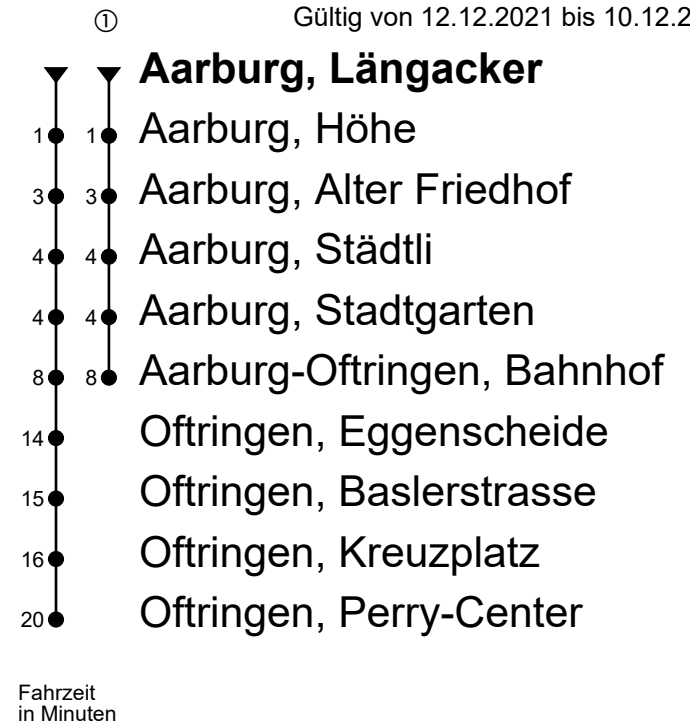 ① Gültig von 12.12.2021 bis 10.12.2
Aarburg, Längacker
1 1 Aarburg, Höhe
3 3 Aarburg, Alter Friedhof
4 4 Aarburg, Städtli
4 4 Aarburg, Stadtgarten
8 8 Aarburg-Oftringen, Bahnhof
14 Oftringen, Eggenscheide
15 Oftringen, Baslerstrasse
16 Oftringen, Kreuzplatz
20 Oftringen, Perry-Center
Fahrzeit
in Minuten